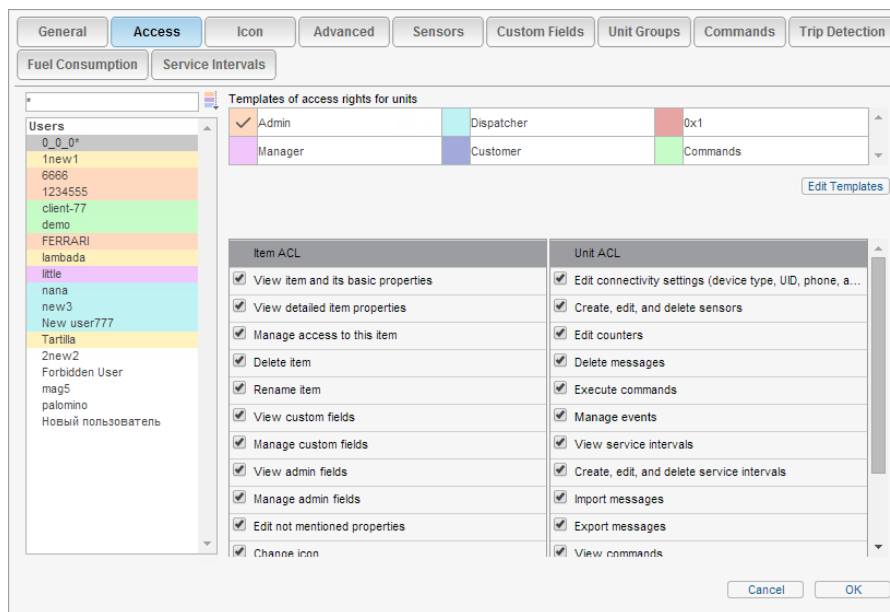 General Access Icon Advanced Sensors Custom Fields Unit Groups Commands Trip Detection
Fuel Consumption Service Intervals
*
Users
0_0_0*
1new1
6666
1234555
client-77
demo
FERRARI
lambada
little
nana
new3
New user777
Tartilla
2new2
Forbidden User
mag5
palomino
Новый пользователь
Templates of access rights for units
Admin Dispatcher 0x1
Manager Customer Commands
Edit Templates
Item ACL Unit ACL
View item and its basic properties Edit connectivity settings (device type, UID, phone, a...
View detailed item properties Create, edit, and delete sensors
Manage access to this item Edit counters
Delete item Delete messages
Rename item Execute commands
View custom fields Manage events
Manage custom fields View service intervals
View admin fields Create, edit, and delete service intervals
Manage admin fields Import messages
Edit not mentioned properties Export messages
Change icon View commands
Cancel OK